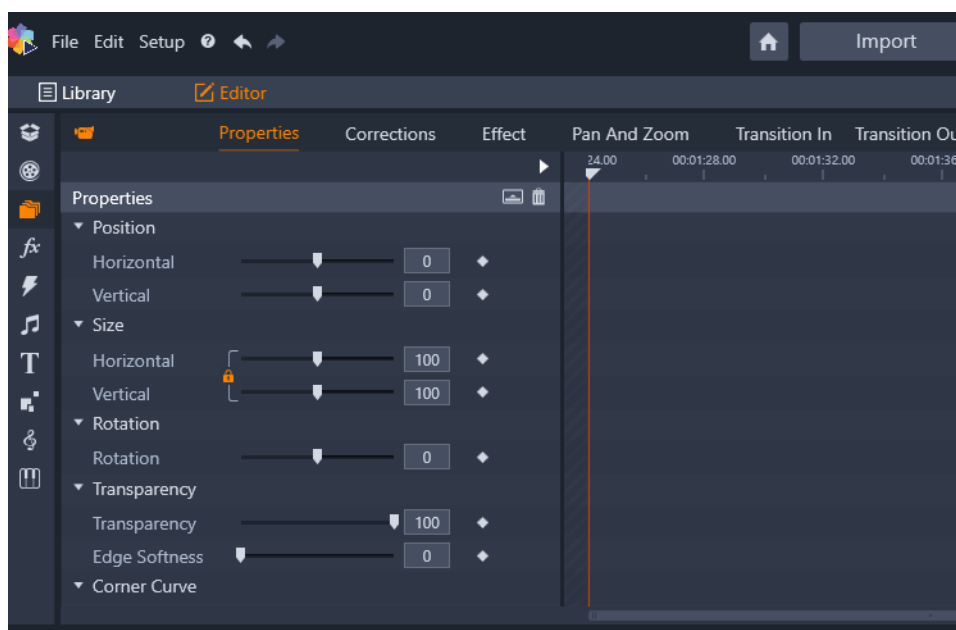 File Edit Setup ? Import
Library Editor
Properties Corrections Effect Pan And Zoom Transition In Transition Ou
24.00 00:01:28.00 00:01:32.00 00:01:36
Properties
fx
Position
Horizontal 0
Vertical 0
Size
Horizontal 100
T
Vertical 100
Rotation
Rotation 0
Transparency
Transparency 100
Edge Softness 0
Corner Curve